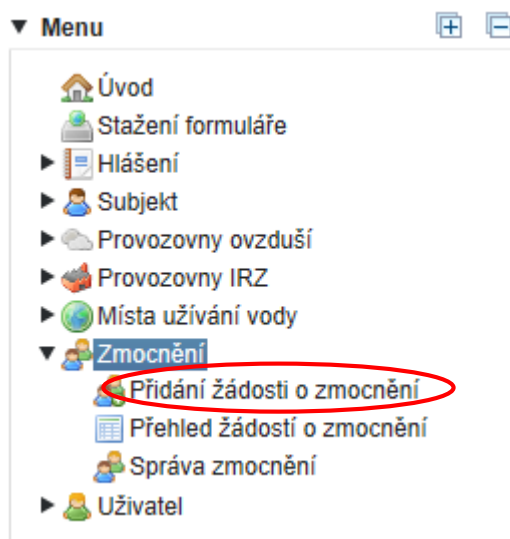 Menu
Úvod
Stažení formuláře
Hlášení
Subjekt
Provozovny ovzduší
Provozovny IRZ
Místa užívání vody
Zmocnění
Přidání žádosti o zmocnění
Přehled žádostí o zmocnění
Správa zmocnění
Uživatel